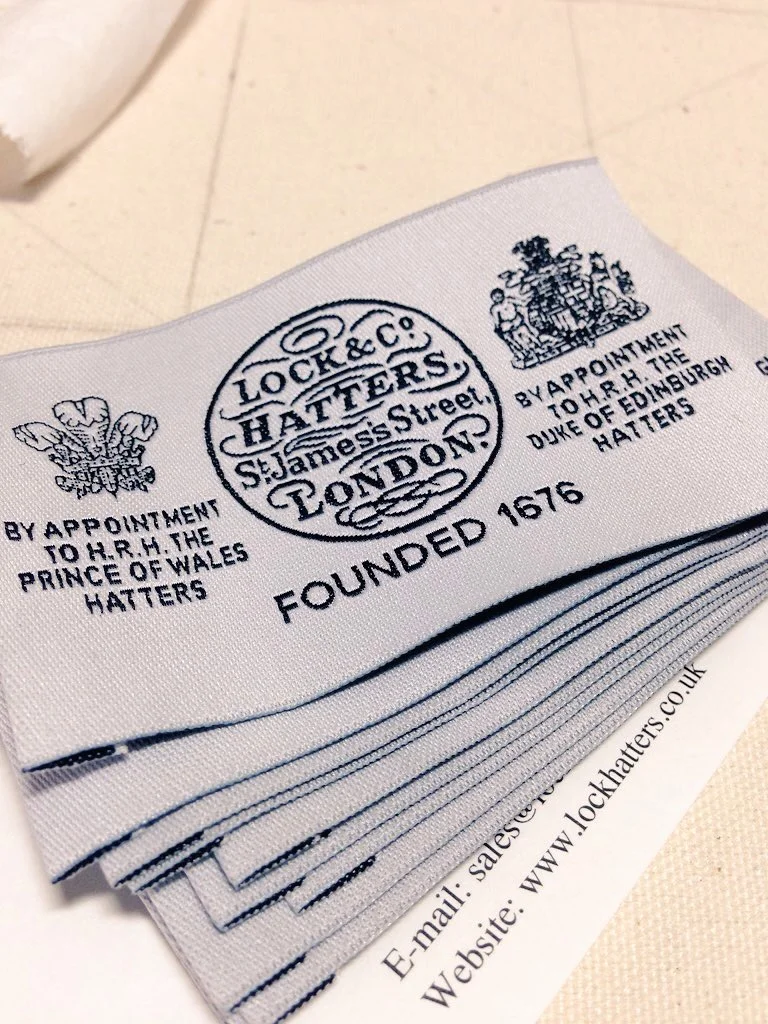 LOCK & Co
HATTERS,
St. James's Street,
LONDON.
FOUNDED 1676
BY APPOINTMENT
TO H.R.H. THE
PRINCE OF WALES
HATTERS
BY APPOINTMENT
TO H.R.H. THE
DUKE OF EDINBURGH
HATTERS
E-mail: sales@
Website: www.lockhatters.co.uk